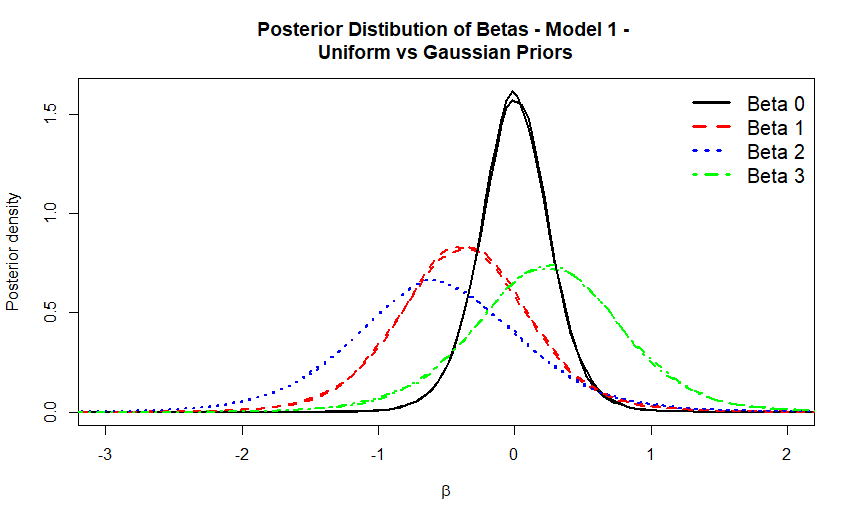 Posterior Distibution of Betas - Model 1 -
Uniform vs Gaussian Priors
Beta 0
Beta 1
Beta 2
Beta 3
Posterior density
0.0
0.5
1.0
1.5
-3
-2
-1
0
1
2
β